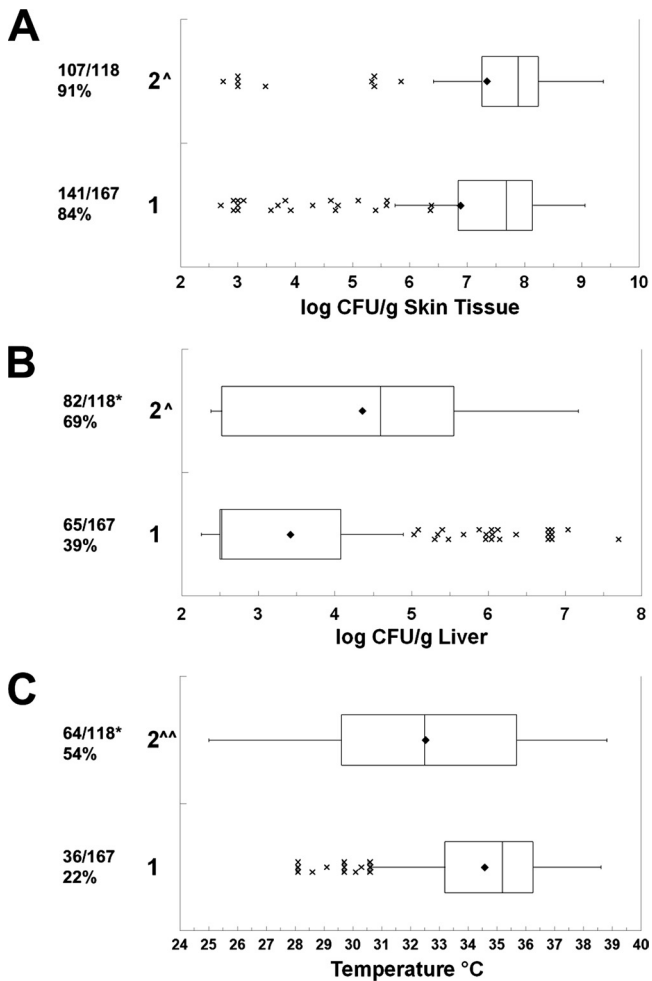 A
107/118
91%
2^
141/167
84%
1
2 3 4 5 6 7 8 9 10
log CFU/g Skin Tissue
B
82/118*
69%
2^
65/167
39%
1
2 3 4 5 6 7 8
log CFU/g Liver
C
64/118*
54%
2^^
36/167
22%
1
24 25 26 27 28 29 30 31 32 33 34 35 36 37 38 39 40
Temperature °C